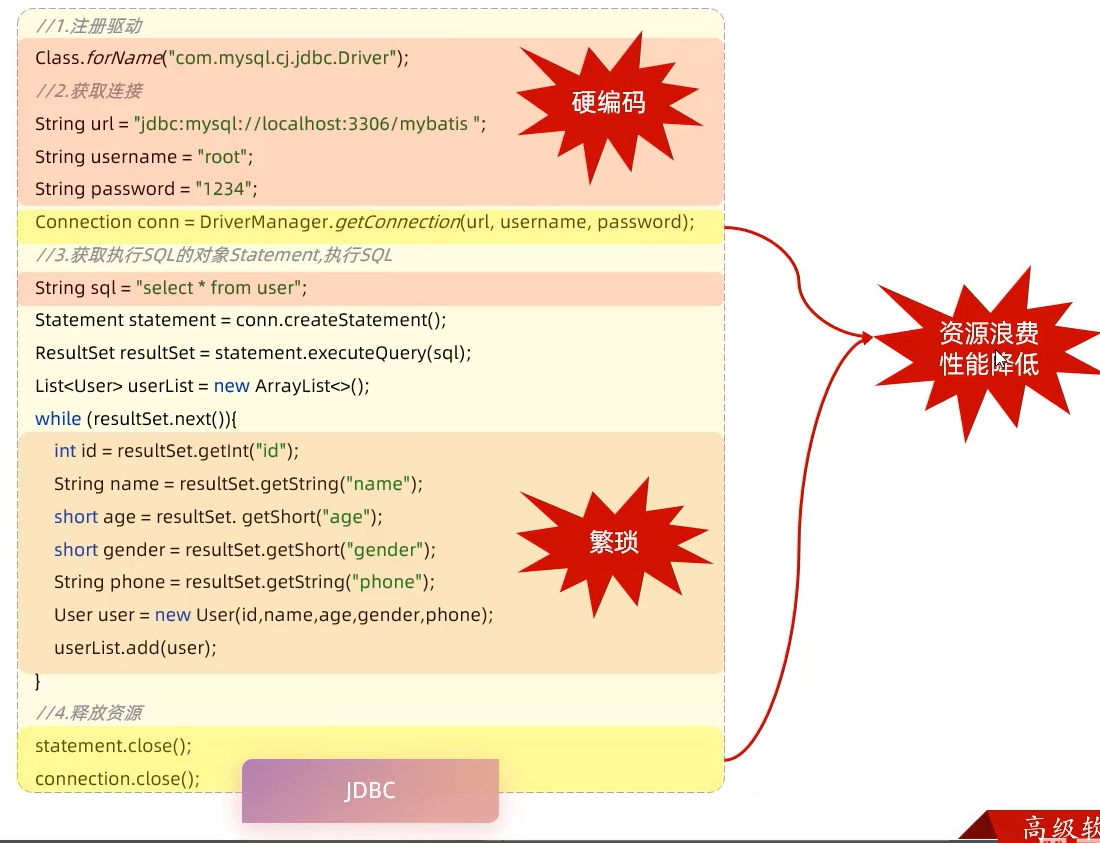 //1.注册驱动
Class.forName("com.mysql.cj.jdbc.Driver");
//2.获取连接
String url = "jdbc:mysql://localhost:3306/mybatis ";
String username = "root";
String password = "1234";
硬编码
Connection conn = DriverManager.getConnection(url, username, password);
//3.获取执行SQL的对象Statement,执行SQL
String sql = "select * from user";
Statement statement = conn.createStatement();
ResultSet resultSet = statement.executeQuery(sql);
List<User> userList = new ArrayList<>();
while (resultSet.next()){
int id = resultSet.getInt("id");
String name = resultSet.getString("name");
short age = resultSet. getShort("age");
short gender = resultSet.getShort("gender");
String phone = resultSet.getString("phone");
User user = new User(id,name,age,gender,phone);
userList.add(user);
繁琐
}
//4.释放资源
statement.close();
connection.close();
JDBC
资源浪费
性能降低
高级软